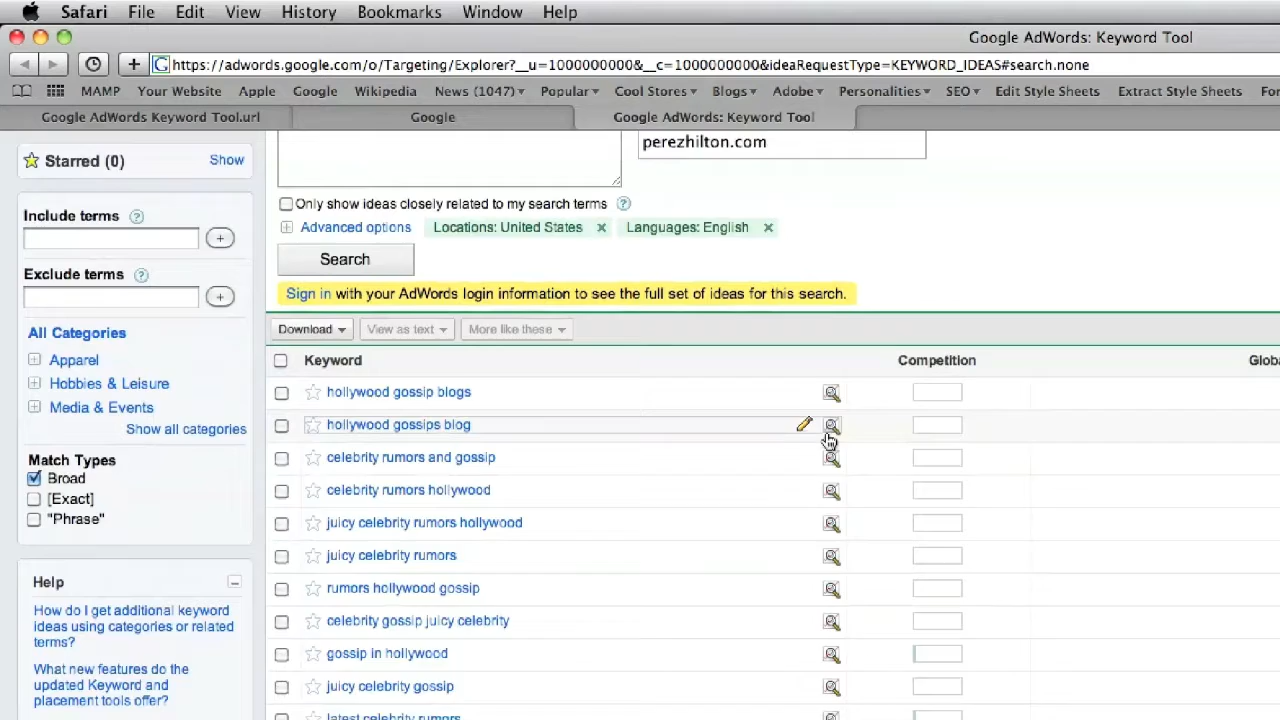 Safari File Edit View History Bookmarks Window Help
Google AdWords: Keyword Tool
https://adwords.google.com/o/Targeting/Explorer?__u=1000000000&__c=1000000000&ideaRequestType=KEYWORD_IDEAS#search.none
MAMP Your Website Apple Google Wikipedia News (1047) Popular Cool Stores Blogs Adobe Personalities SEO Edit Style Sheets Extract Style Sheets
Google AdWords Keyword Tool.url Google Google AdWords: Keyword Tool
Starred (0) Show
Include terms ?
+
Exclude terms ?
+
All Categories
Apparel
Hobbies & Leisure
Media & Events
Show all categories
Match Types
Broad
[Exact]
"Phrase"
Help
How do I get additional keyword
ideas using categories or related
terms?
What new features do the
updated Keyword and
placement tools offer?
perezhilton.com
Only show ideas closely related to my search terms ?
Advanced options Locations: United States × Languages: English ×
Search
Sign in with your AdWords login information to see the full set of ideas for this search.
Download View as text More like these
Keyword Competition
hollywood gossip blogs
hollywood gossips blog
celebrity rumors and gossip
celebrity rumors hollywood
juicy celebrity rumors hollywood
juicy celebrity rumors
rumors hollywood gossip
celebrity gossip juicy celebrity
gossip in hollywood
juicy celebrity gossip
latest celebrity rumors